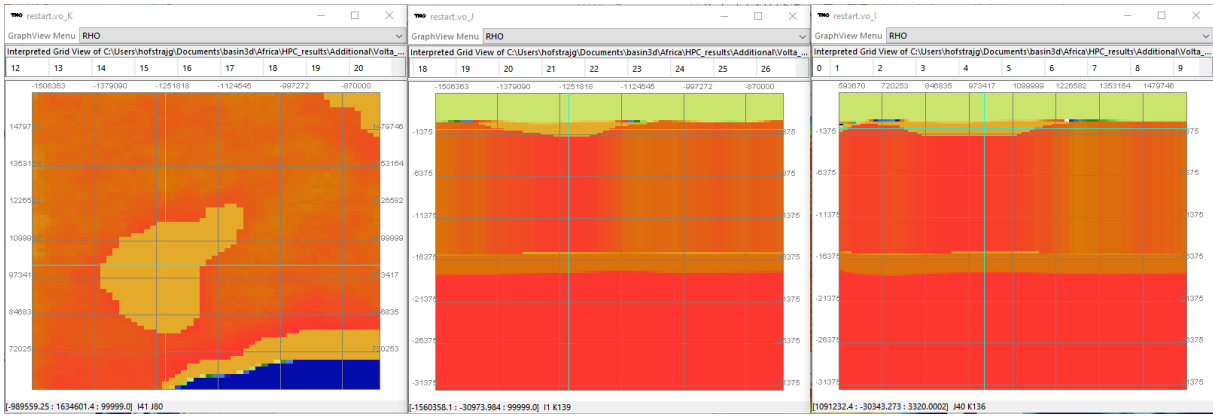 TNO restart.vo_K
GraphView Menu RHO
Interpreted Grid View of C:\Users\hofstrajg\Documents\basin3d\Africa\HPC_results\Additional\Volta_...
12 13 14 15 16 17 18 19 20
-1506363 -1379090 -1251818 -1124545 -997272 -870000
1479746
1353164
1226582
1099999
973417
846835
720253
[-989559.25 : 1634601.4 : 99999.0] I41 J80
TNO restart.vo_J
GraphView Menu RHO
Interpreted Grid View of C:\Users\hofstrajg\Documents\basin3d\Africa\HPC_results\Additional\Volta_...
18 19 20 21 22 23 24 25 26
-1506363 -1379090 -1251818 -1124545 -997272 -870000
-1375
-6375
-11375
-16375
-21375
-26375
-31375
[-1560358.1 : -30973.984 : 99999.0] I1 K139
TNO restart.vo_I
GraphView Menu RHO
Interpreted Grid View of C:\Users\hofstrajg\Documents\basin3d\Africa\HPC_results\Additional\Volta_...
0 1 2 3 4 5 6 7 8 9
593670 720253 846835 973417 1099999 1226582 1353164 1479746
-1375
-6375
-11375
-16375
-21375
-26375
-31375
[1091232.4 : -30343.273 : 3320.0002] J40 K136